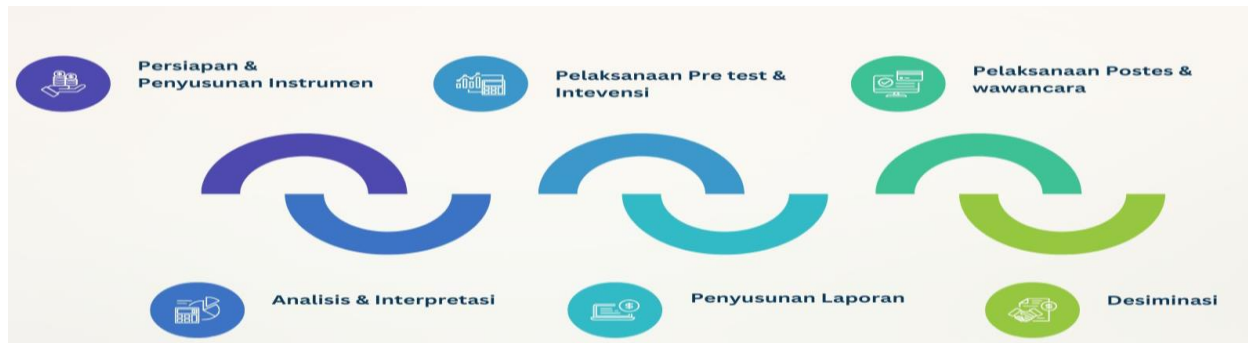 Persiapan &
Penyusunan Instrumen
Pelaksanaan Pre test &
Intevensi
Pelaksanaan Postes &
wawancara
Analisis & Interpretasi
Penyusunan Laporan
Desiminasi